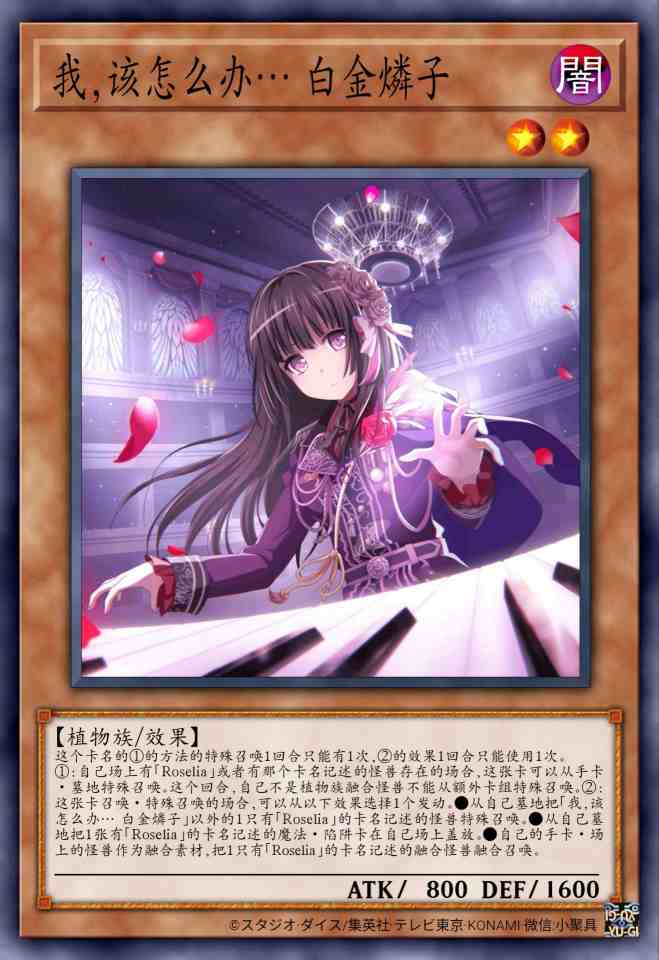 我,该怎么办… 白金燐子
闇
【植物族/效果】
这个卡名的①的方法的特殊召唤1回合只能有1次,②的效果1回合只能使用1次。
①:自己场上有「Roselia」或者有那个卡名记述的怪兽存在的场合,这张卡可以从手卡
・墓地特殊召唤。这个回合,自己不是植物族融合怪兽不能从额外卡组特殊召唤。②:
这张卡召唤・特殊召唤的场合,可以从以下效果选择1个发动。●从自己墓地把「我,该
怎么办… 白金燐子」以外的1只有「Roselia」的卡名记述的怪兽特殊召唤。●从自己墓
地把1张有「Roselia」的卡名记述的魔法・陷阱卡在自己场上盖放。●自己的手卡・场
上的怪兽作为融合素材,把1只有「Roselia」的卡名记述的融合怪兽融合召唤。
ATK/ 800 DEF/1600
©スタジオ・ダイス/集英社・テレビ東京・KONAMI 微信:小聚具